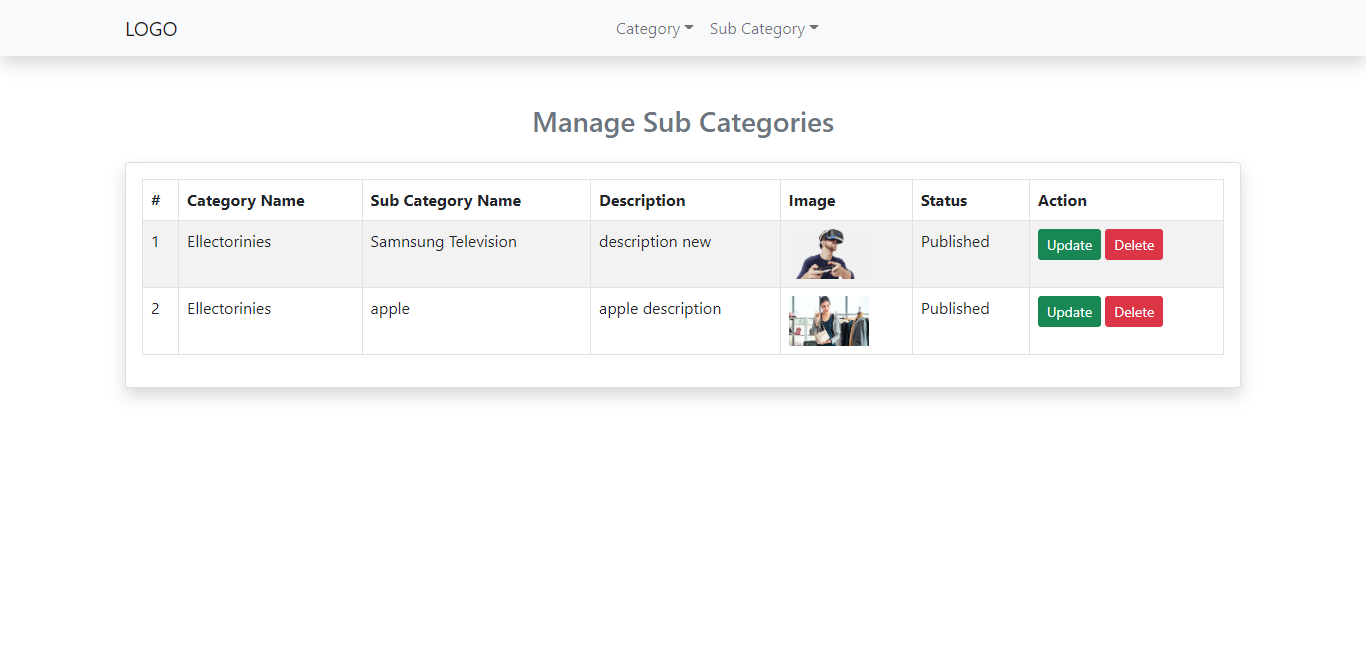 LOGO Category Sub Category
Manage Sub Categories
# Category Name Sub Category Name Description Image Status Action
1 Ellectorinies Samnsung Television description new Published Update Delete
2 Ellectorinies apple apple description Published Update Delete